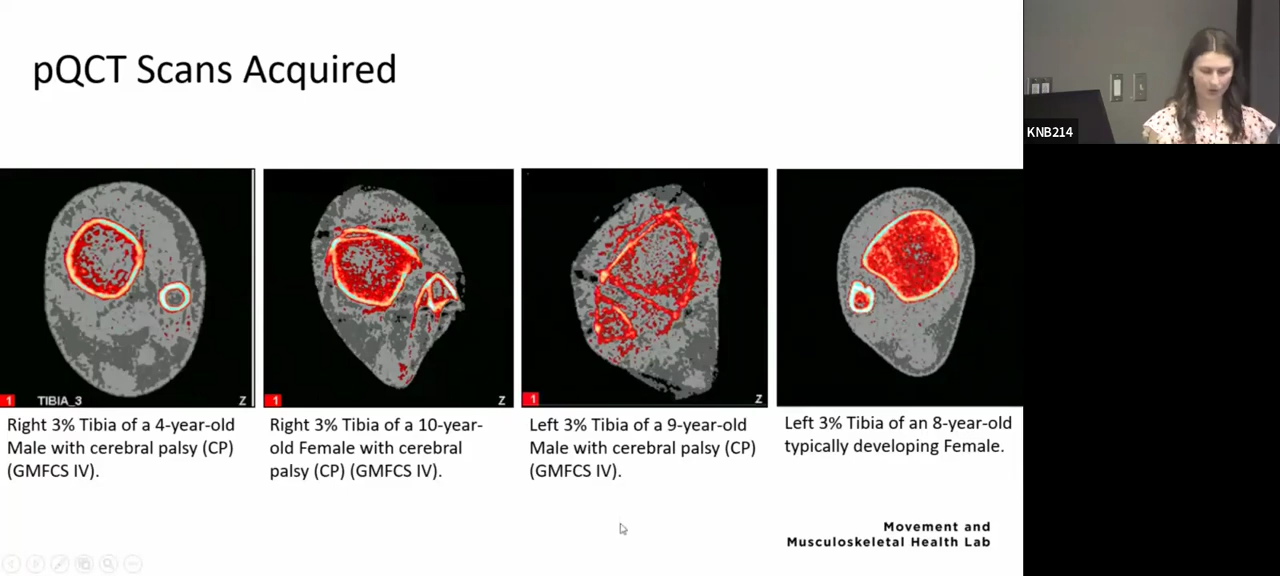 pQCT Scans Acquired
KNB214
1 TIBIA_3 Z
1 Z
1 Z
Right 3% Tibia of a 4-year-old
Male with cerebral palsy (CP)
(GMFCS IV).
Right 3% Tibia of a 10-year-
old Female with cerebral
palsy (CP) (GMFCS IV).
Left 3% Tibia of a 9-year-old
Male with cerebral palsy (CP)
(GMFCS IV).
Left 3% Tibia of an 8-year-old
typically developing Female.
Movement and
Musculoskeletal Health Lab